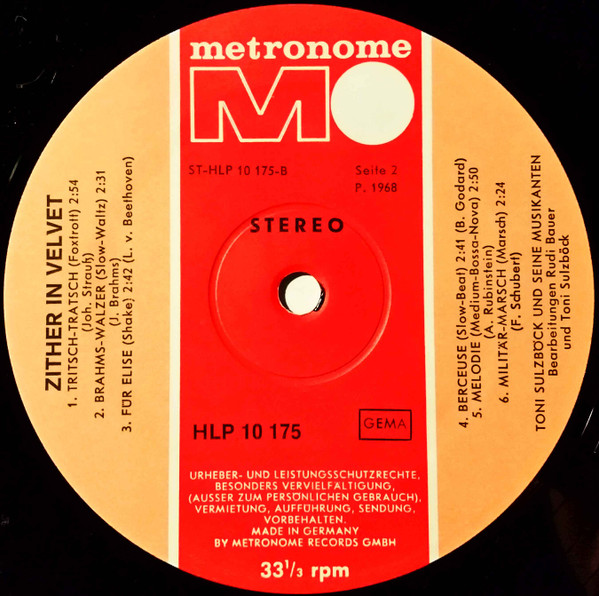 metronome
MO
ST-HLP 10 175-B
Seite 2
P. 1968
STEREO
ZITHER IN VELVET
1. TRITSCH-TRATSCH (Foxtrott) 2:54
(Joh. Strauß)
2. BRAHMS-WALZER (Slow-Waltz) 2:31
(J. Brahms)
3. FÜR ELISE (Shake) 2:42 (L. v. Beethoven)
4. BERCEUSE (Slow-Beat) 2:41 (B. Godard)
5. MELODIE (Medium-Bossa-Nova) 2:50
(A. Rubinstein)
6. MILITÄR-MARSCH (Marsch) 2:24
(F. Schubert)
TONI SULZBÖCK UND SEINE MUSIKANTEN
Bearbeitungen Rudi Bauer
und Toni Sulzböck
HLP 10 175
GEMA
URHEBER- UND LEISTUNGSSCHUTZRECHTE,
BESONDERS VERVIELFÄLTIGUNG,
(AUSSER ZUM PERSÖNLICHEN GEBRAUCH),
VERMIETUNG, AUFFÜHRUNG, SENDUNG,
VORBEHALTEN.
MADE IN GERMANY
BY METRONOME RECORDS GMBH
33 1/3 rpm